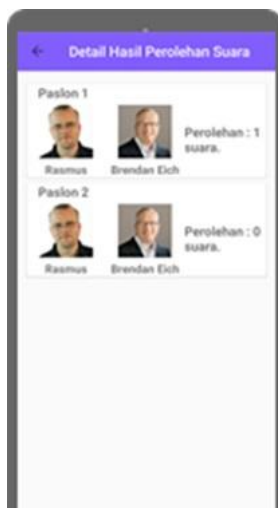 Detail Hasil Perolehan Suara
Paslon 1
Perolehan : 1
suara.
Rasmus Brendan Eich
Paslon 2
Perolehan : 0
suara.
Rasmus Brendan Eich